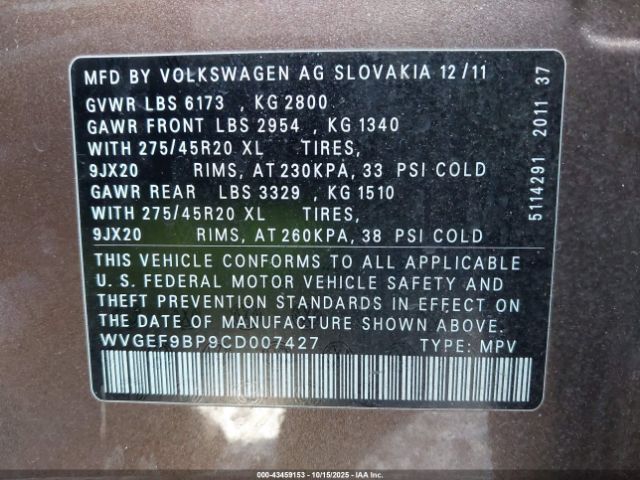 MFD BY VOLKSWAGEN AG SLOVAKIA 12/11
GVWR LBS 6173 , KG 2800
GAWR FRONT LBS 2954 , KG 1340
WITH 275/45R20 XL TIRES,
9JX20 RIMS, AT 230KPA, 33 PSI COLD
GAWR REAR LBS 3329 , KG 1510
WITH 275/45R20 XL TIRES,
9JX20 RIMS, AT 260KPA, 38 PSI COLD
THIS VEHICLE CONFORMS TO ALL APPLICABLE
U. S. FEDERAL MOTOR VEHICLE SAFETY AND
THEFT PREVENTION STANDARDS IN EFFECT ON
THE DATE OF MANUFACTURE SHOWN ABOVE.
WVGEF9BP9CD007427 TYPE: MPV
5114291 2011 37
000-43459153 - 10/15/2025 - IAAI.COM